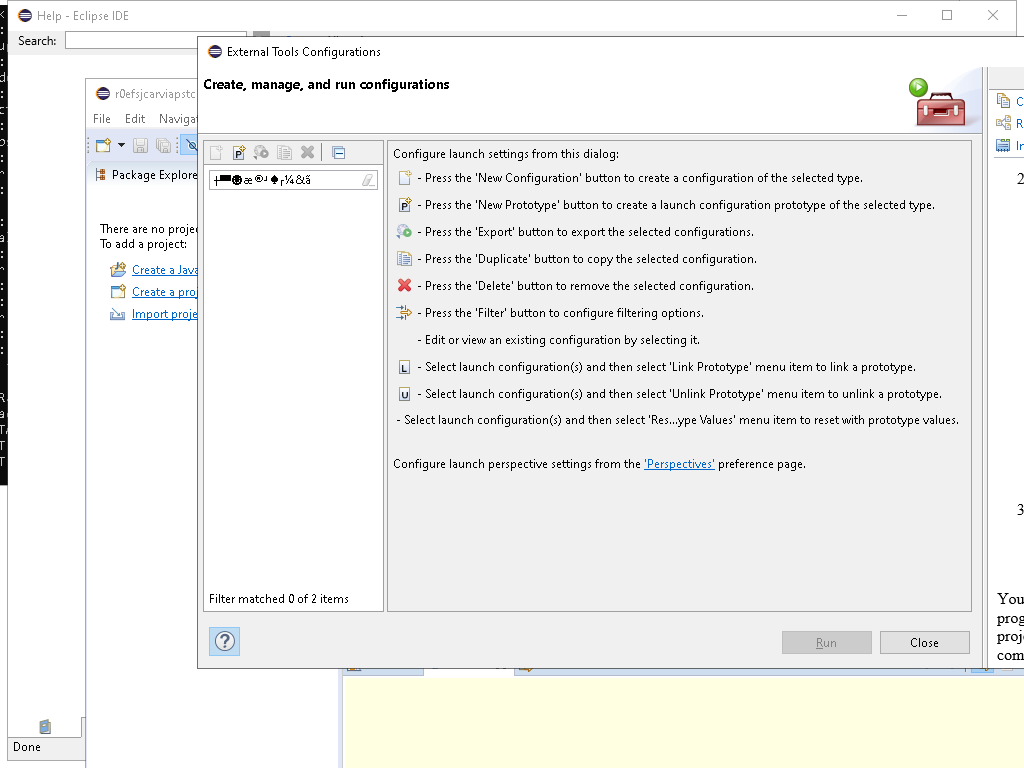 Help - Eclipse IDE
Search:
External Tools Configurations
Create, manage, and run configurations
r0efsjcarviapstc
File Edit Navigat
Package Explore
There are no proje
To add a project:
Create a Java
Create a proj
Import proje
Configure launch settings from this dialog:
- Press the 'New Configuration' button to create a configuration of the selected type.
- Press the 'New Prototype' button to create a launch configuration prototype of the selected type.
- Press the 'Export' button to export the selected configurations.
- Press the 'Duplicate' button to copy the selected configuration.
- Press the 'Delete' button to remove the selected configuration.
- Press the 'Filter' button to configure filtering options.
- Edit or view an existing configuration by selecting it.
- Select launch configuration(s) and then select 'Link Prototype' menu item to link a prototype.
- Select launch configuration(s) and then select 'Unlink Prototype' menu item to unlink a prototype.
- Select launch configuration(s) and then select 'Res...ype Values' menu item to reset with prototype values.
Configure launch perspective settings from the 'Perspectives' preference page.
Filter matched 0 of 2 items
Run
Close
2
3
You
prog
proje
com
Done